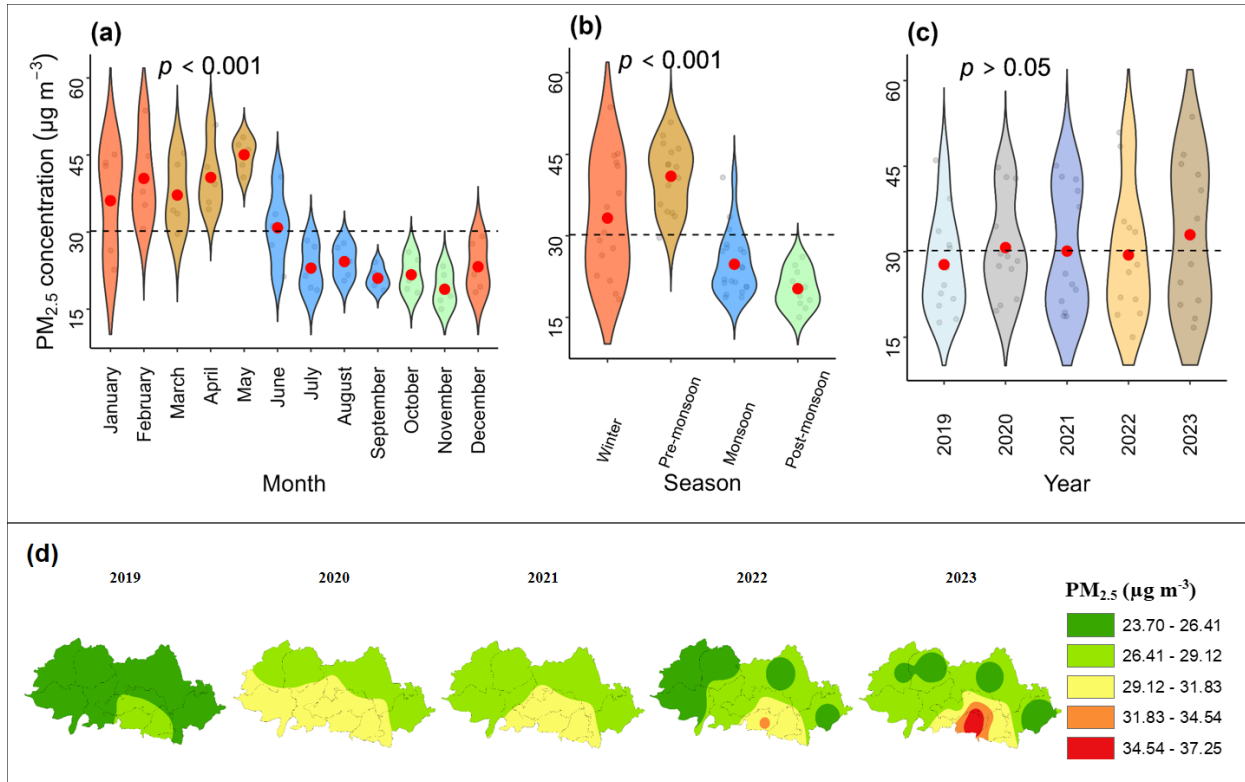 (a)
p < 0.001
PM2.5 concentration (µg m⁻³)
60
45
30
15
January
February
March
April
May
June
July
August
September
October
November
December
Month
(b)
p < 0.001
60
45
30
15
Winter
Pre-monsoon
Monsoon
Post-monsoon
Season
(c)
p > 0.05
60
45
30
15
2019
2020
2021
2022
2023
Year
(d)
2019
2020
2021
2022
2023
PM2.5 (µg m⁻³)
23.70 - 26.41
26.41 - 29.12
29.12 - 31.83
31.83 - 34.54
34.54 - 37.25